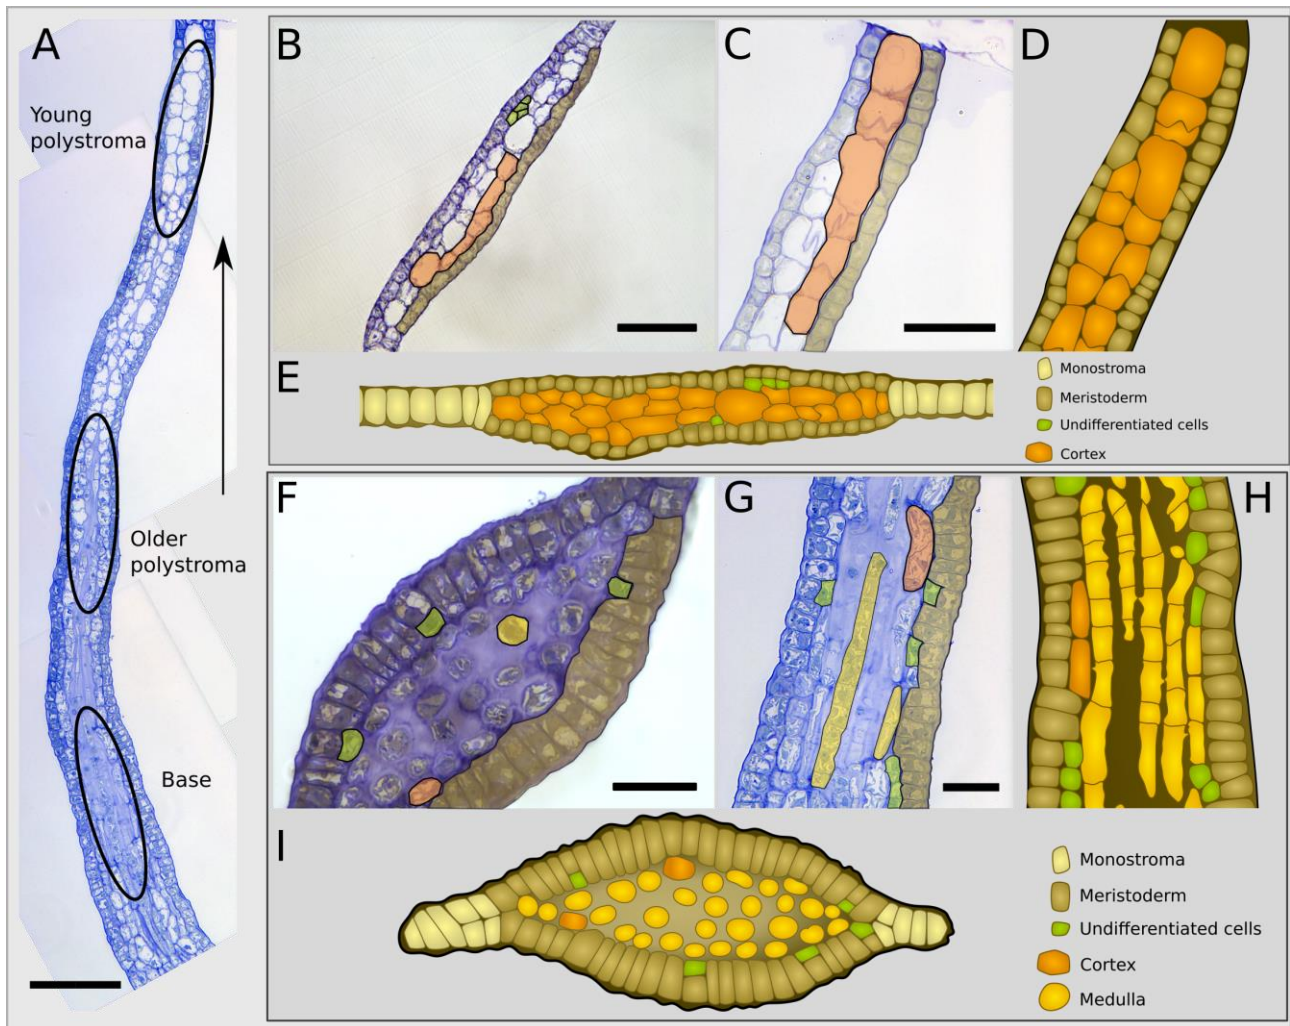 A
Young
polystroma
Older
polystroma
Base
B
C
D
E
Monostroma
Meristoderm
Undifferentiated cells
Cortex
F
G
H
I
Monostroma
Meristoderm
Undifferentiated cells
Cortex
Medulla